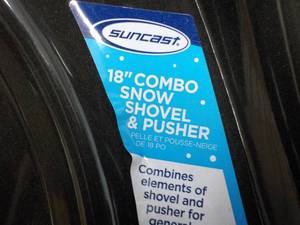 SUNCAST
18" COMBO
SNOW
SHOVEL
& PUSHER
PELLE ET POUSSE-NEIGE
DE 18 PO
Combines
elements of
shovel and
pusher for
general